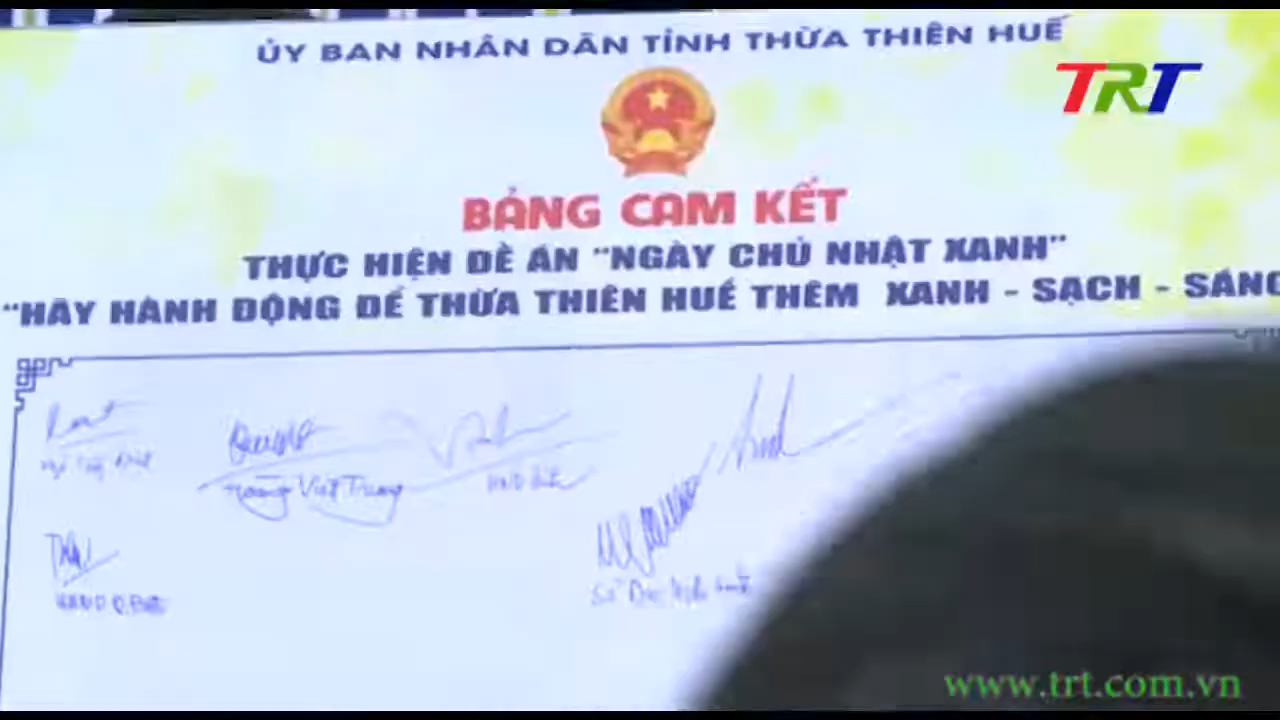 ỦY BAN NHÂN DÂN TỈNH THỪA THIÊN HUẾ
TRT
BẢNG CAM KẾT
THỰC HIỆN ĐỀ ÁN "NGÀY CHỦ NHẬT XANH"
"HÃY HÀNH ĐỘNG ĐỂ THỪA THIÊN HUẾ THÊM XANH - SẠCH - SÁNG
Hoàng Việt Trung
www.trt.com.vn